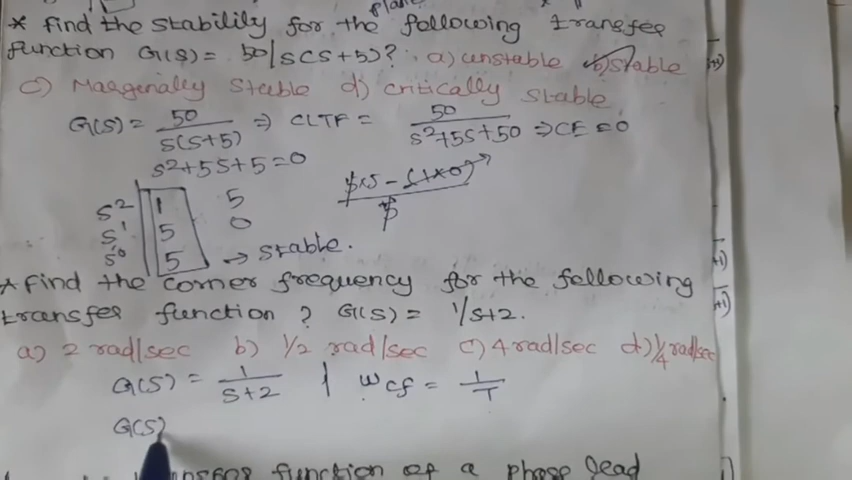 plane
* find the stability for the following transfer
function G(s) = 50/s(s+5)? a) unstable b) stable
c) Marginally stable d) critically stable
G(s) = 50/s(s+5) ⇒ CLTF = 50/s²+5s+50 ⇒ CE = 0
s²+5s+5=0
s² 1 5
s¹ 5 0
s⁰ 5 → stable.
* find the corner frequency for the following
transfer function? G(s) = 1/s+2.
a) 2 rad/sec b) 1/2 rad/sec c) 4 rad/sec d) 1/4 rad/sec
G(s) = 1/s+2 | ωcf = 1/T
G(s)
function of a phase lead